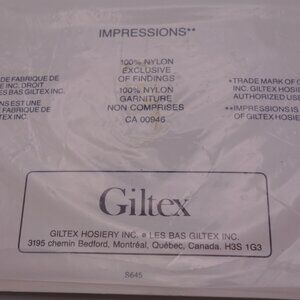 IMPRESSIONS**
DE FABRIQUE DE
E INC. DROIT
LES BAS GILTEX INC.
NS EST UNE
E FABRIQUE DE
TEX INC.
100% NYLON
EXCLUSIVE
OF FINDINGS
100% NYLON
GARNITURE
NON COMPRISES
CA 00946
*TRADE MARK OF
INC. GILTEX HOSIERY
AUTHORIZED USE
**IMPRESSIONS IS
OF GILTEX HOSIE
Giltex
GILTEX HOSIERY INC. • LES BAS GILTEX INC.
3195 chemin Bedford, Montréal, Québec, Canada. H3S 1G3
S645